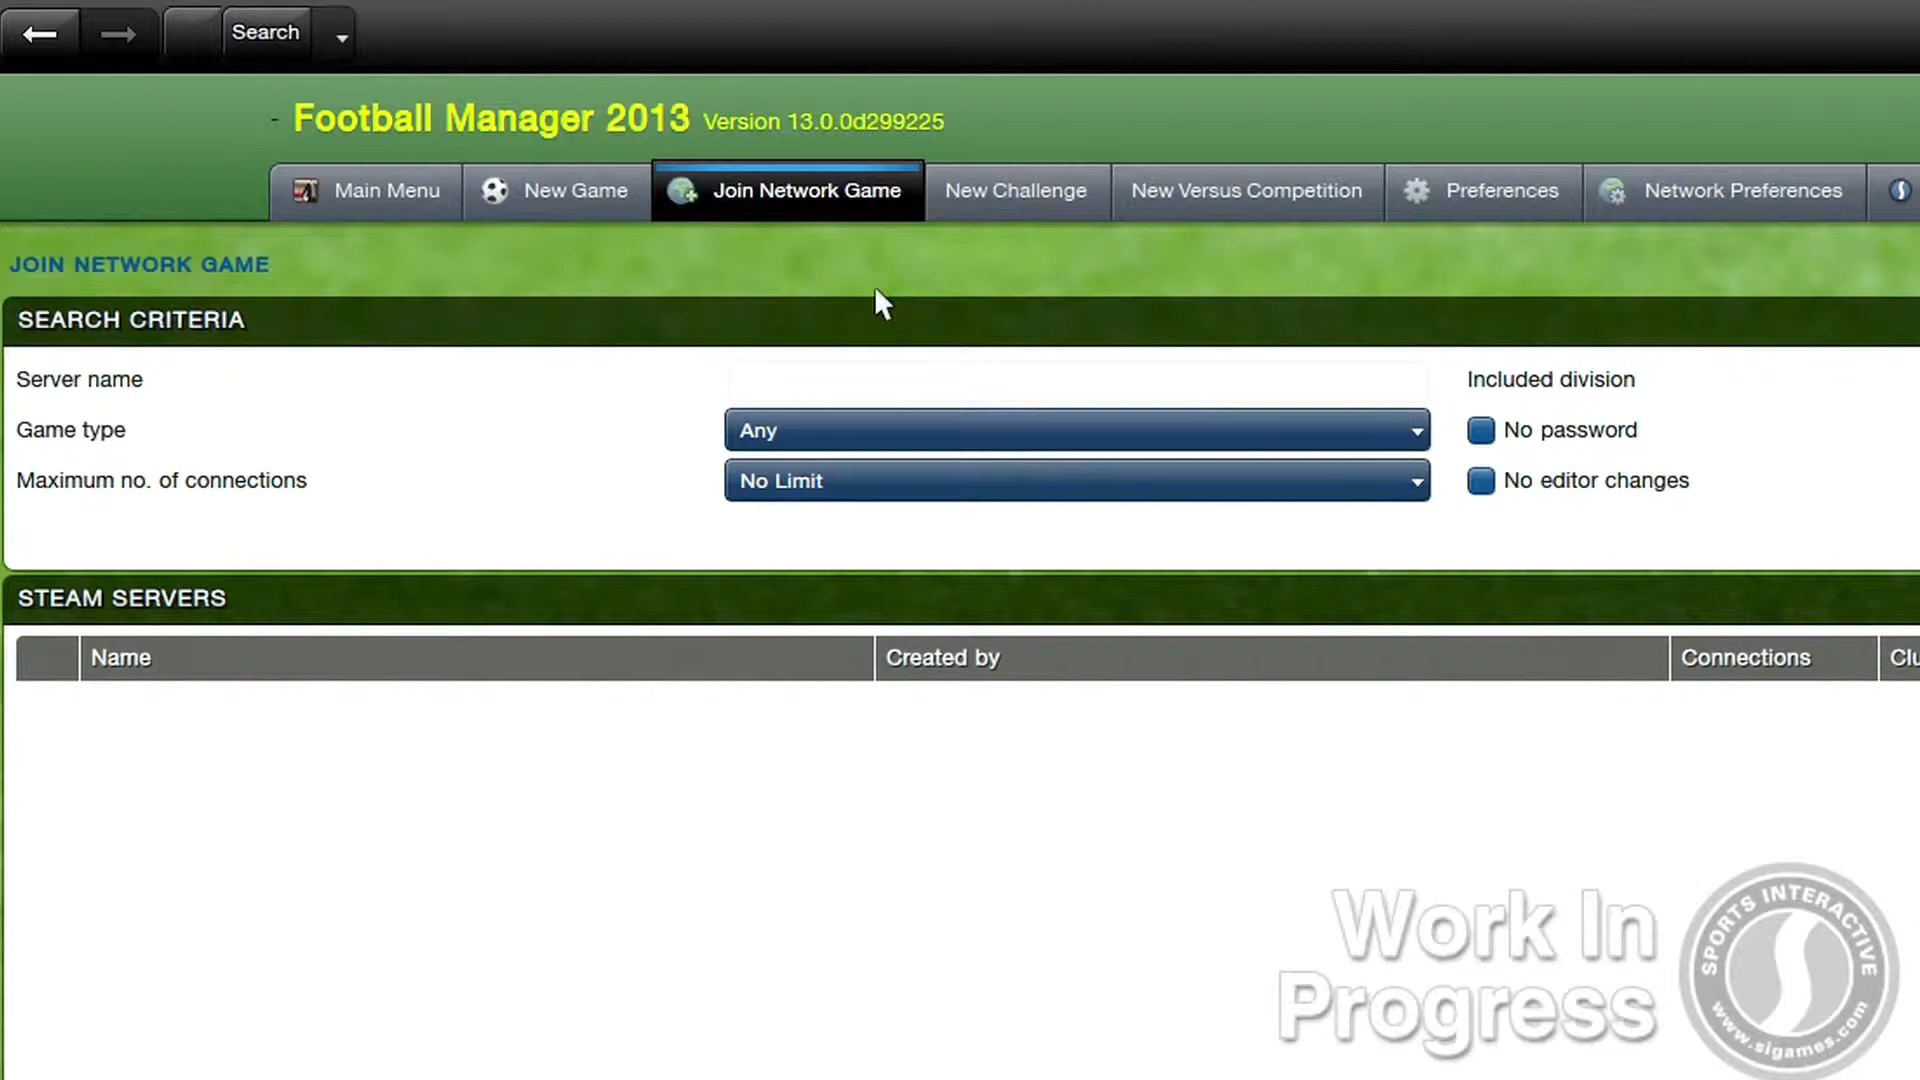 Search
- Football Manager 2013 Version 13.0.0d299225
Main Menu New Game Join Network Game New Challenge New Versus Competition Preferences Network Preferences
JOIN NETWORK GAME
SEARCH CRITERIA
Server name Included division
Game type Any No password
Maximum no. of connections No Limit No editor changes
STEAM SERVERS
Name Created by Connections Clu
Work In
Progress
SPORTS INTERACTIVE
www.sigames.com